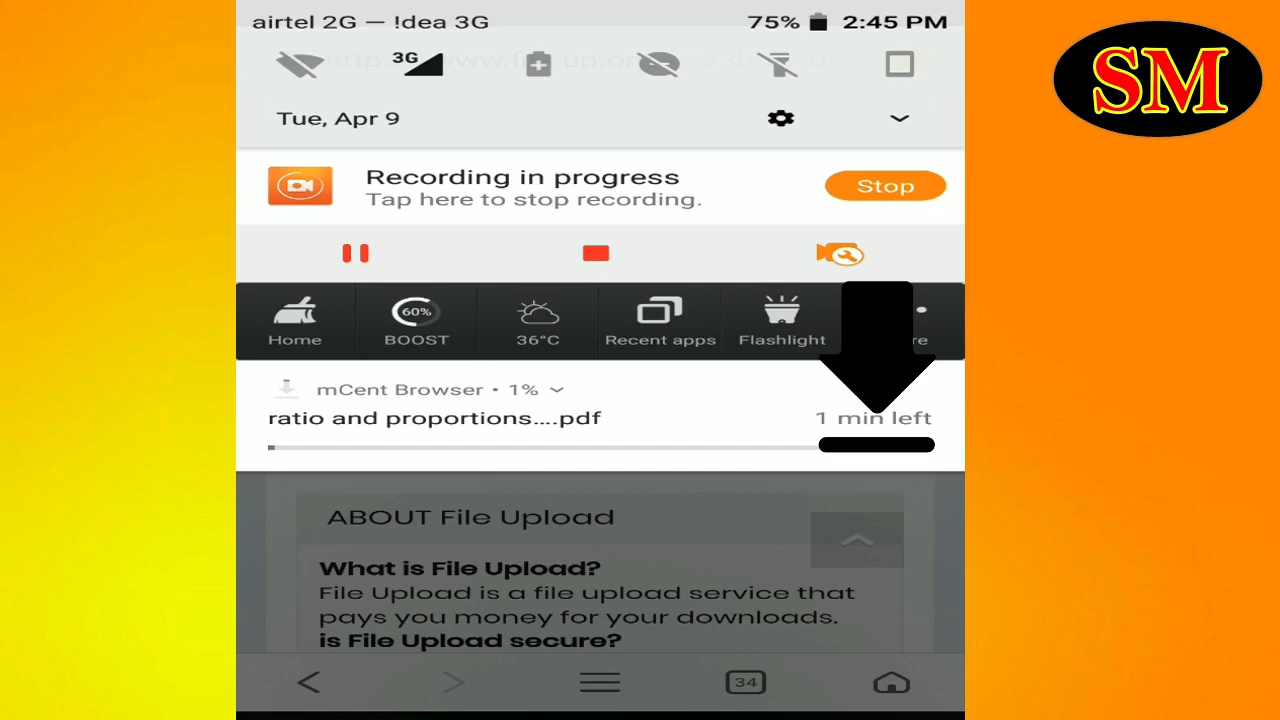 airtel 2G — !dea 3G
75%
2:45 PM
3G
Tue, Apr 9
Recording in progress
Tap here to stop recording.
Stop
60%
Home
BOOST
36°C
Recent apps
Flashlight
mCent Browser • 1%
ratio and proportions....pdf
1 min left
ABOUT File Upload
What is File Upload?
File Upload is a file upload service that
pays you money for your downloads.
is File Upload secure?
34
SM